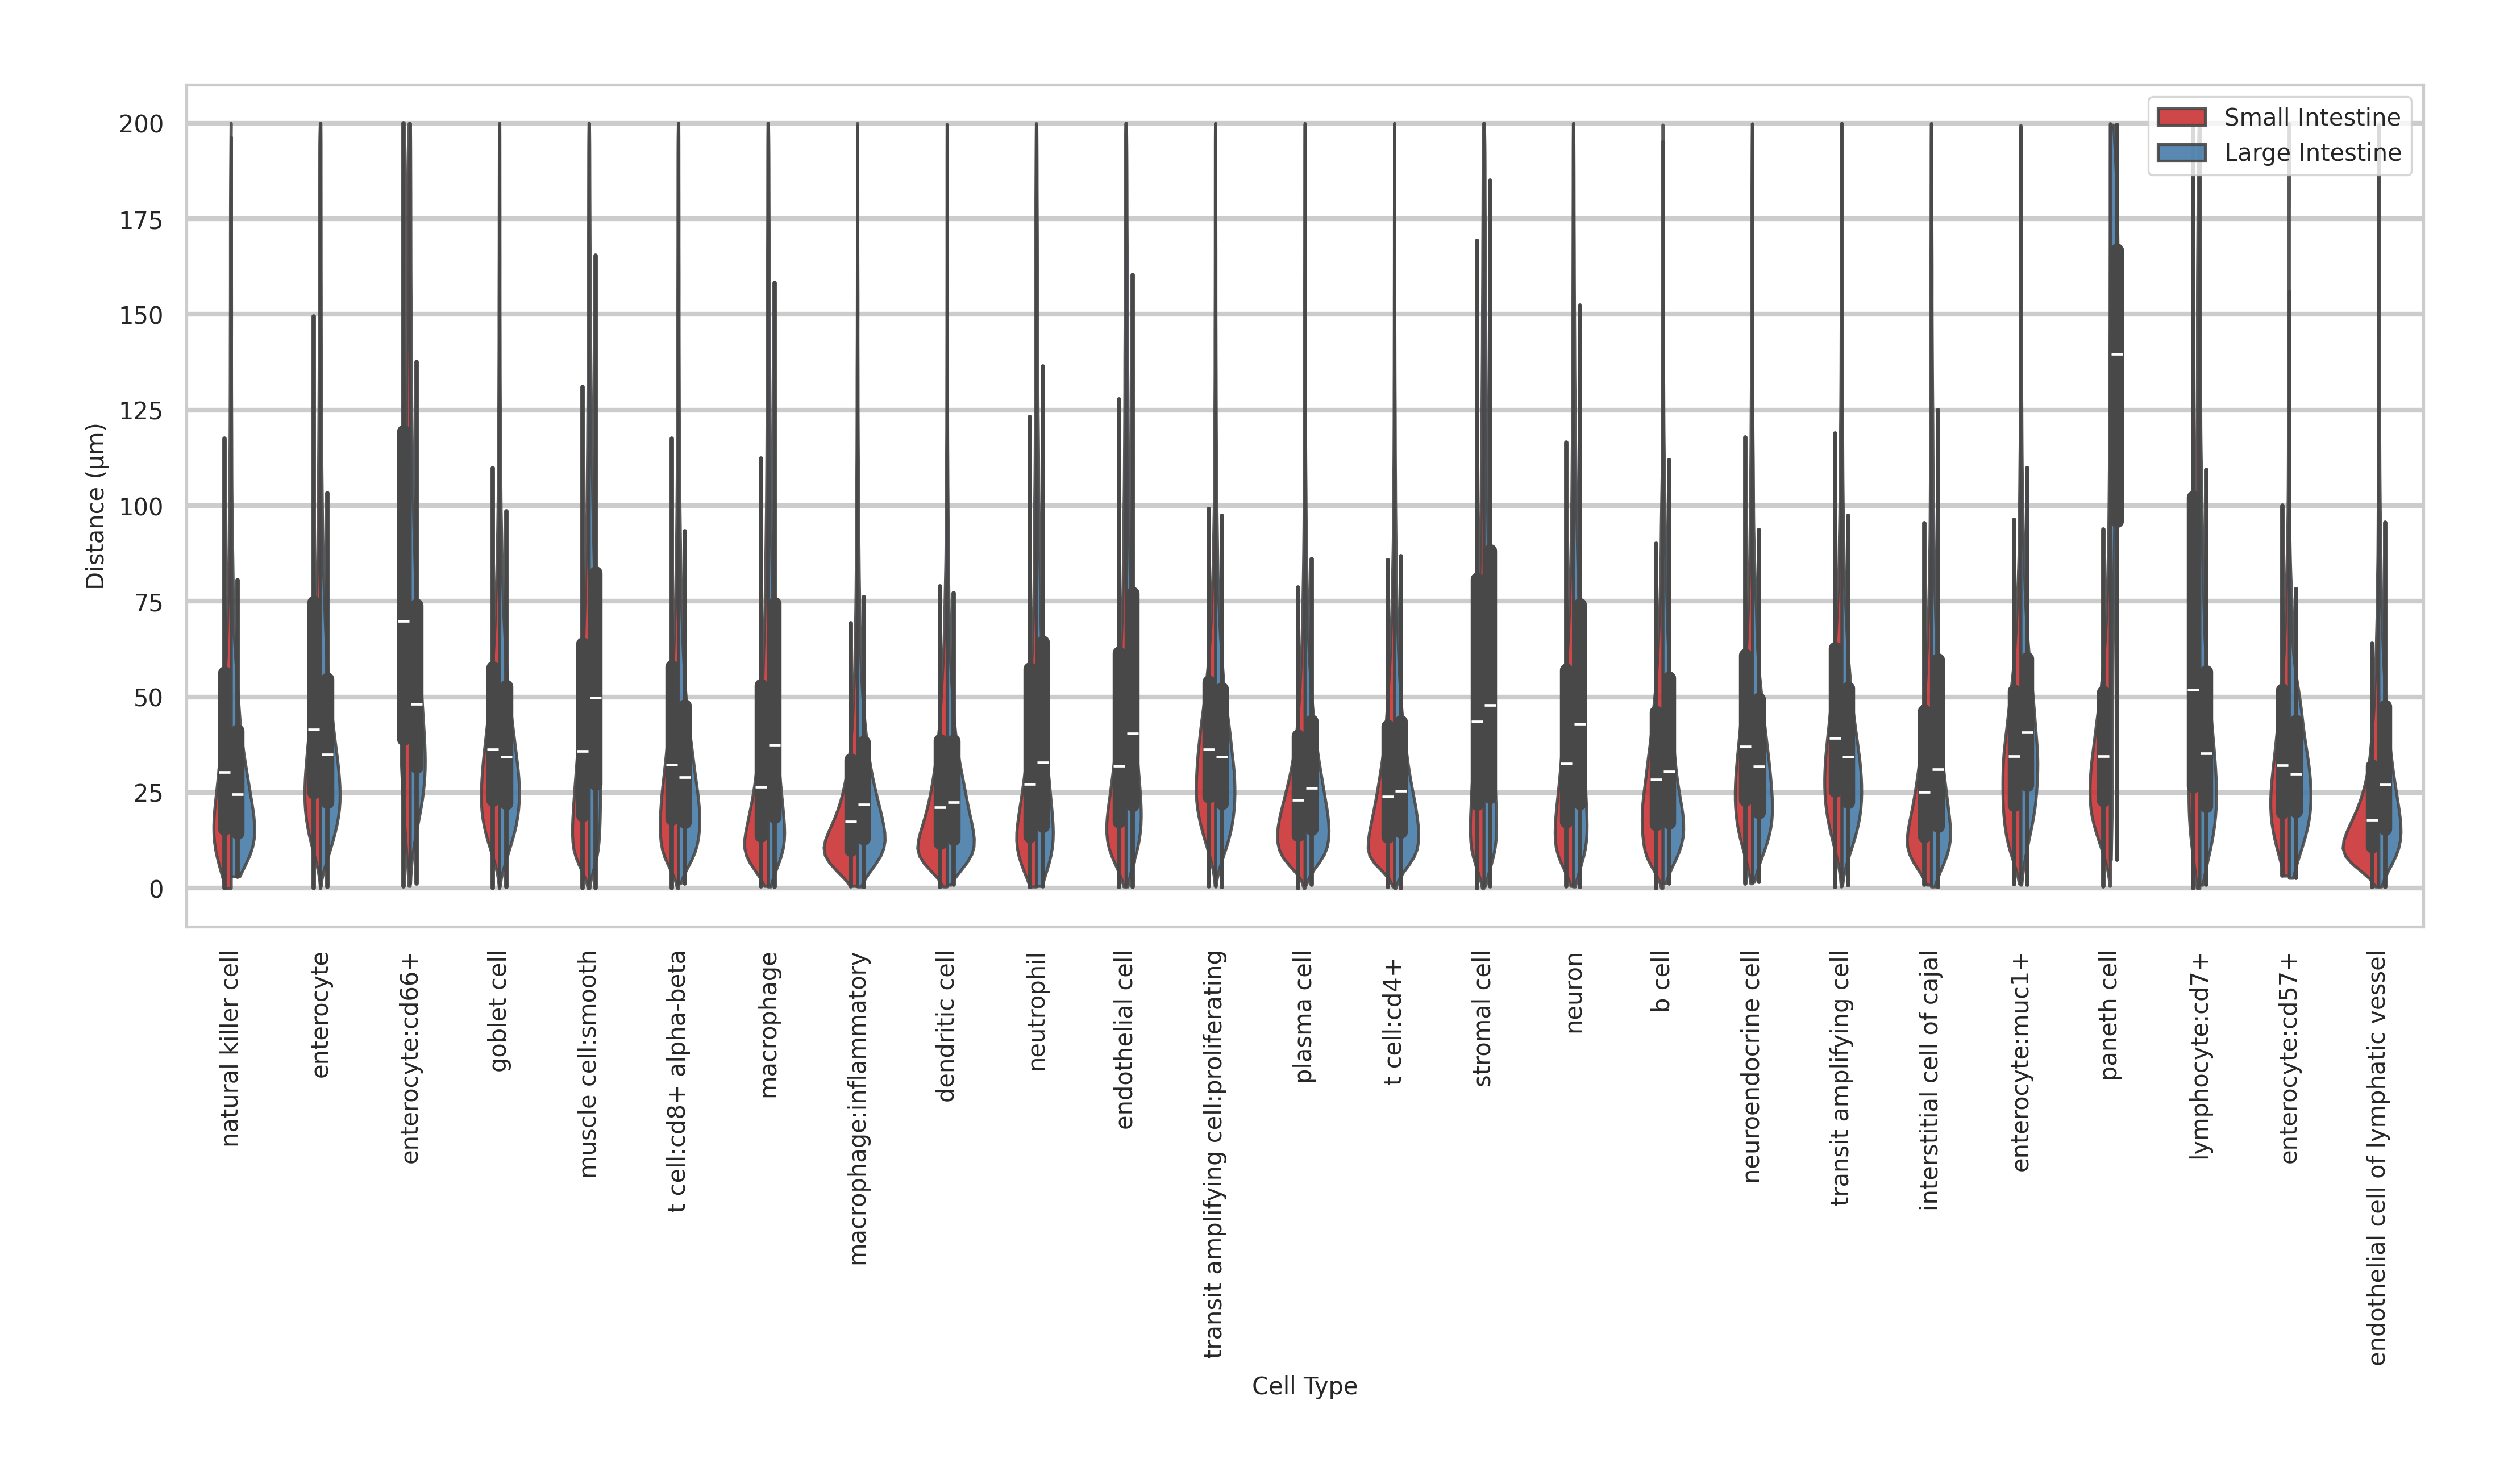 Small Intestine
Large Intestine
200
175
150
125
100
75
50
25
0
Distance (μm)
natural killer cell
enterocyte
enterocyte:cd66+
goblet cell
muscle cell:smooth
t cell:cd8+ alpha-beta
macrophage
macrophage:inflammatory
dendritic cell
neutrophil
endothelial cell
transit amplifying cell:proliferating
plasma cell
t cell:cd4+
stromal cell
neuron
b cell
neuroendocrine cell
transit amplifying cell
interstitial cell of cajal
enterocyte:muc1+
paneth cell
lymphocyte:cd7+
enterocyte:cd57+
endothelial cell of lymphatic vessel
Cell Type